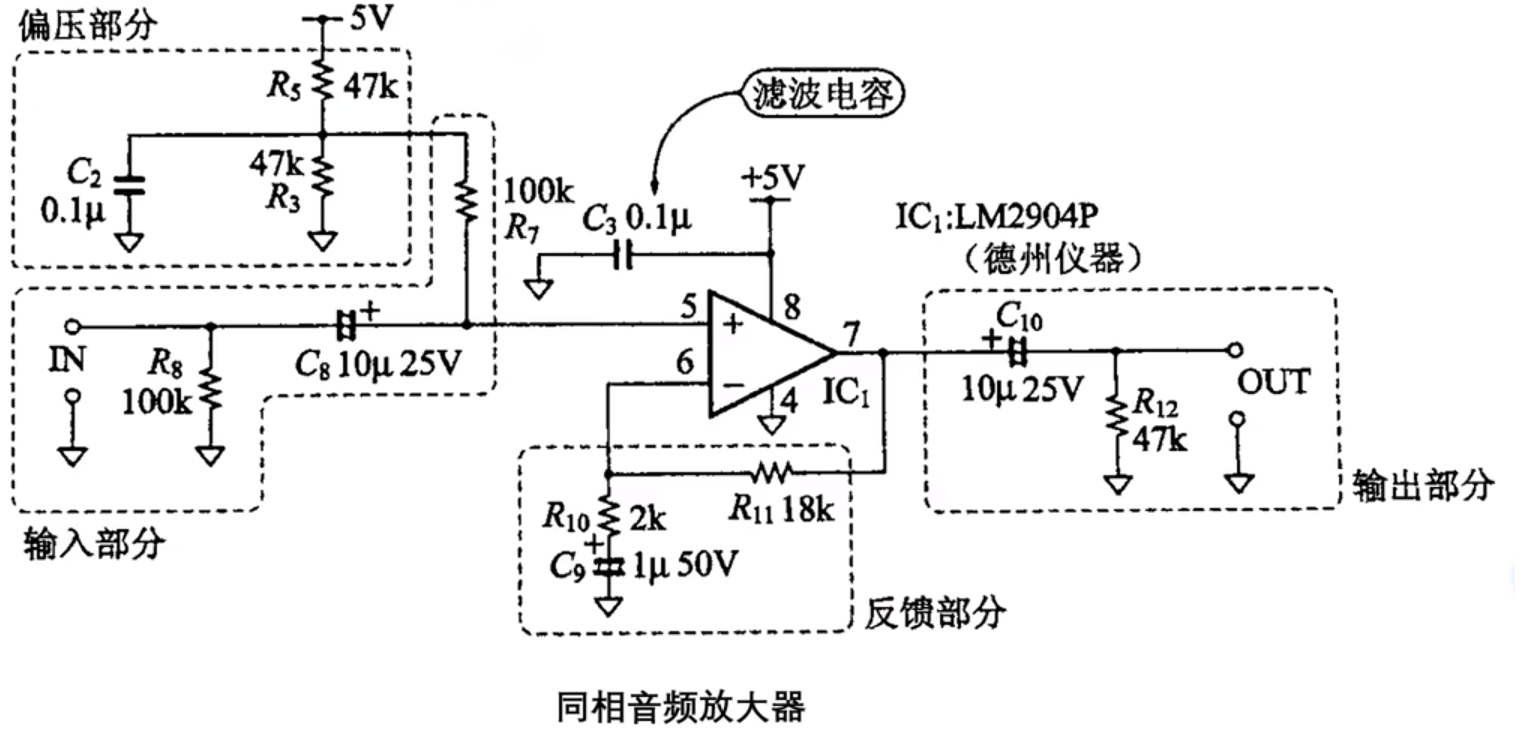 偏压部分
5V
R5 47k
滤波电容
C2
0.1μ
47k
R3
100k
R7
C3 0.1μ
+5V
IC1:LM2904P
（德州仪器）
IN
R8
100k
+
C8 10μ 25V
5
+
8
6
−
4
7
IC1
+
C10
10μ 25V
R12
47k
OUT
输入部分
R10 2k
R11 18k
+
C9 1μ 50V
输出部分
反馈部分
同相音频放大器